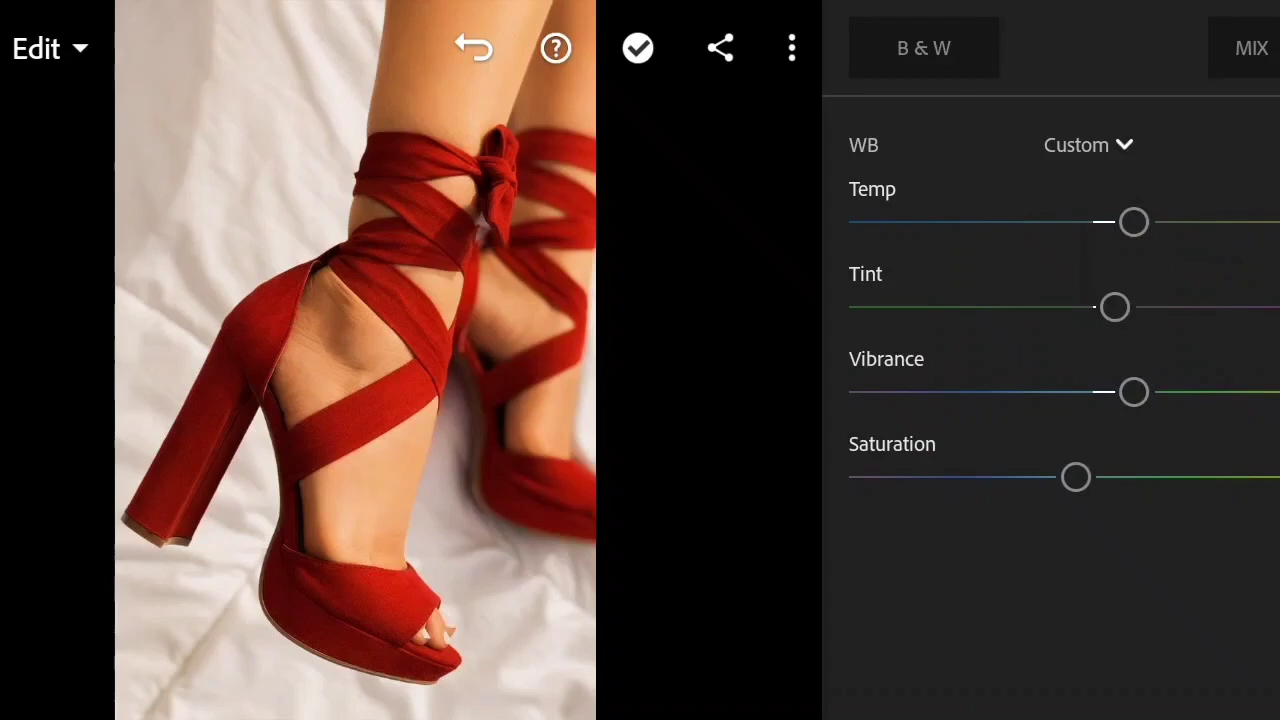 Edit
B & W
MIX
WB
Custom
Temp
Tint
Vibrance
Saturation